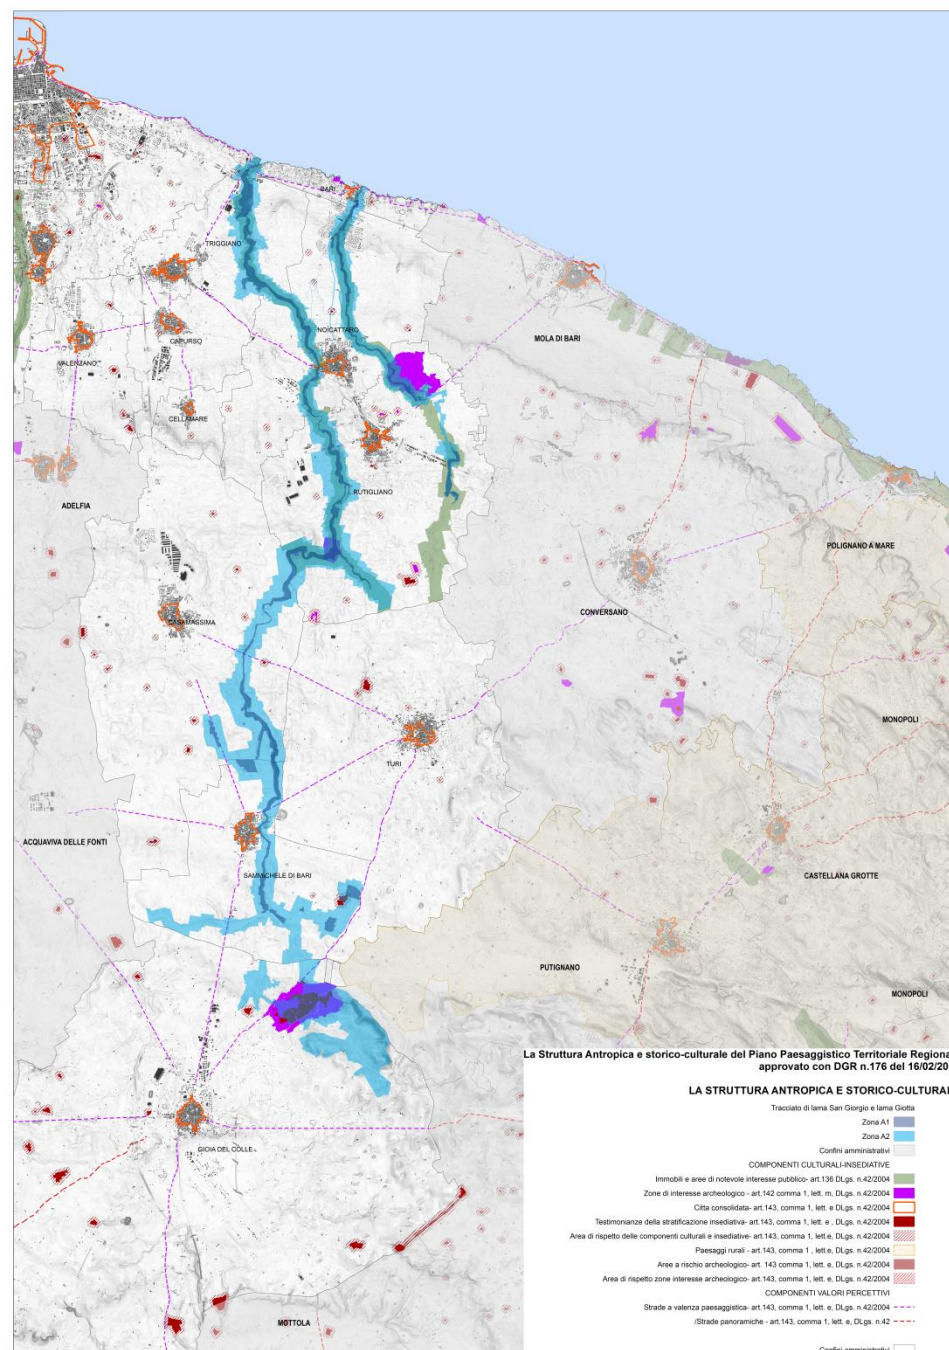 BARI
TRIGGIANO
NOICATTARO
MOLA DI BARI
CAPURSO
VALENZANO
CELLAMARE
RUTIGLIANO
ADELFIA
POLIGNANO A MARE
CONVERSANO
CASAMASSIMA
MONOPOLI
TURI
ACQUAVIVA DELLE FONTI
SAMMICHELE DI BARI
CASTELLANA GROTTE
PUTIGNANO
MONOPOLI
La Struttura Antropica e storico-culturale del Piano Paesaggistico Territoriale Regiona
approvato con DGR n.176 del 16/02/20
LA STRUTTURA ANTROPICA E STORICO-CULTURAL
Tracciato di lama San Giorgio e lama Giotta
Zona A1
Zona A2
Confini amministrativi
COMPONENTI CULTURALI-INSEDIATIVE
Immobili e aree di notevole interesse pubblico- art.136 DLgs. n.42/2004
Zone di interesse archeologico - art.142 comma 1, lett. m, DLgs. n.42/2004
Citta consolidata- art.143, comma 1, lett. e DLgs. n.42/2004
Testimonianze della stratificazione insediativa- art.143, comma 1, lett. e , DLgs. n.42/2004
Area di rispetto delle componenti culturali e insediative- art.143, comma 1, lett. e, DLgs. n.42/2004
Paesaggi rurali - art.143, comma 1 , lett.e, DLgs. n.42/2004
Aree a rischio archeologico- art. 143 comma 1, lett. e, DLgs. n.42/2004
Area di rispetto zone interesse archeologico- art.143, comma 1, lett. e, DLgs. n.42/2004
COMPONENTI VALORI PERCETTIVI
Strade a valenza paesaggistica- art.143, comma 1, lett. e, DLgs. n.42/2004
/Strade panoramiche - art.143, comma 1, lett. e, DLgs. n.42
Confini amministrativi
GIOIA DEL COLLE
MOTTOLA